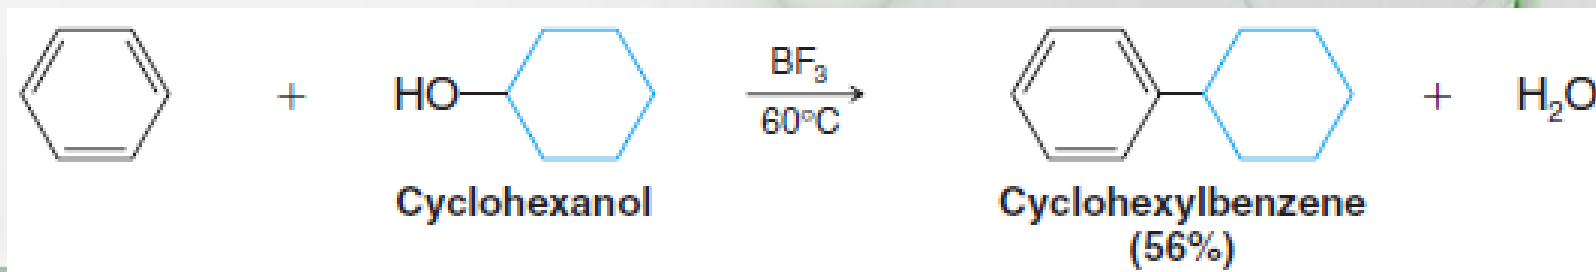 + HO BF₃ 60°C + H₂O
Cyclohexanol Cyclohexylbenzene
(56%)